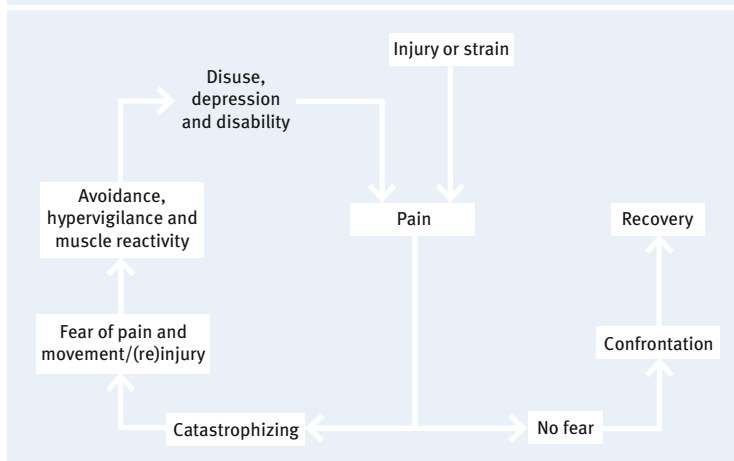 Injury or strain
Disuse,
depression
and disability
Avoidance,
hypervigilance and
muscle reactivity
Pain
Recovery
Fear of pain and
movement/(re)injury
Confrontation
Catastrophizing
No fear